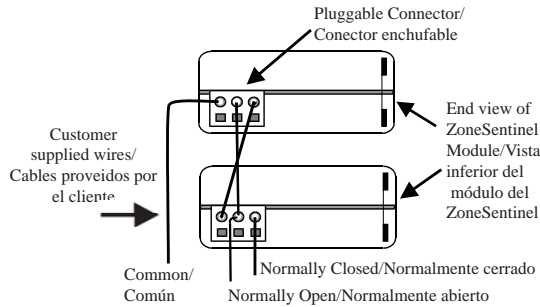 Pluggable Connector/
Conector enchufable
End view of
ZoneSentinel
Module/Vista
inferior del
módulo del
ZoneSentinel
Customer
supplied wires/
Cables proveidos por
el cliente
Normally Closed/Normalmente cerrado
Common/
Común
Normally Open/Normalmente abierto